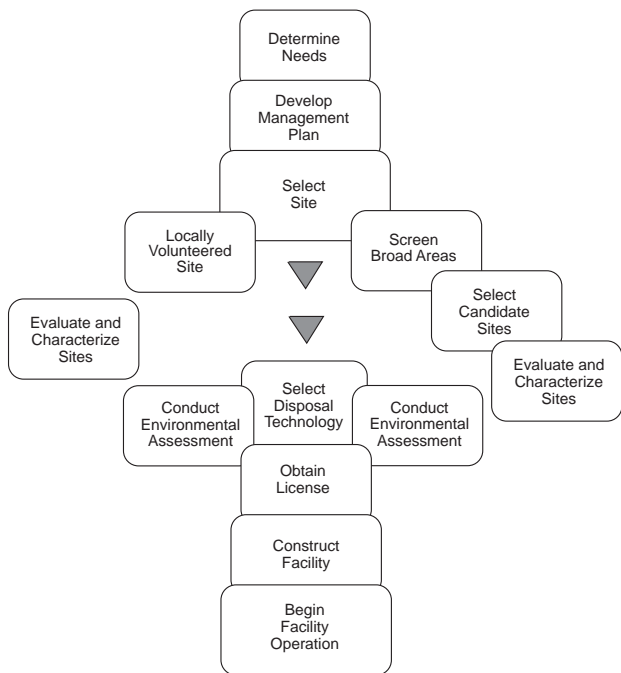 Determine
Needs
Develop
Management
Plan
Select
Site
Locally
Volunteered
Site
Screen
Broad Areas
Select
Candidate
Sites
Evaluate and
Characterize
Sites
Evaluate and
Characterize
Sites
Select
Disposal
Technology
Conduct
Environmental
Assessment
Conduct
Environmental
Assessment
Obtain
License
Construct
Facility
Begin
Facility
Operation